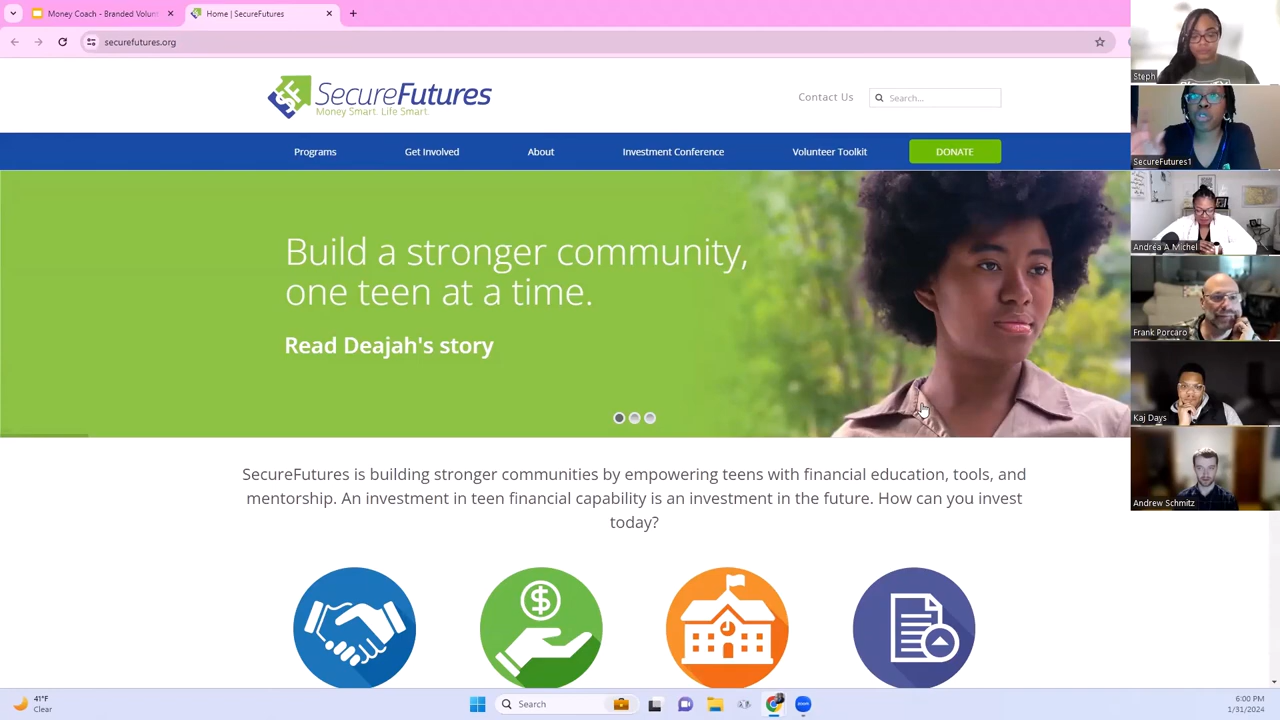 Money Coach - Branded Volun
Home | SecureFutures
securefutures.org
SF
SecureFutures
Money Smart. Life Smart.
Contact Us
Search...
Programs
Get Involved
About
Investment Conference
Volunteer Toolkit
DONATE
Build a stronger community,
one teen at a time.
Read Deajah's story
SecureFutures is building stronger communities by empowering teens with financial education, tools, and
mentorship. An investment in teen financial capability is an investment in the future. How can you invest
today?
$
Steph
SecureFutures1
Andrea A Michel
Frank Porcaro
Kaj Days
Andrew Schmitz
41°F
Clear
Search
zoom
6:00 PM
1/31/2024